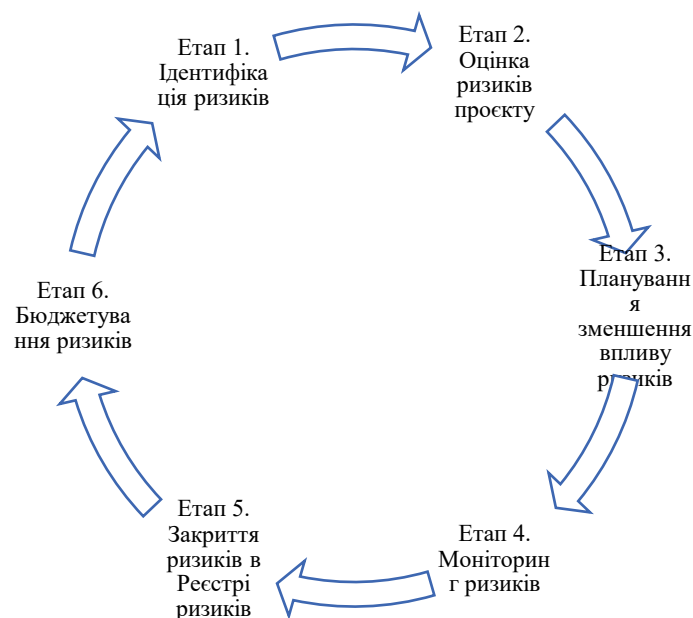 Етап 1.
Ідентифіка
ція ризиків
Етап 2.
Оцінка
ризиків
проєкту
Етап 3.
Плануванн
я
зменшення
впливу
ризиків
Етап 4.
Моніторин
г ризиків
Етап 5.
Закриття
ризиків в
Реєстрі
ризиків
Етап 6.
Бюджетува
ння ризиків